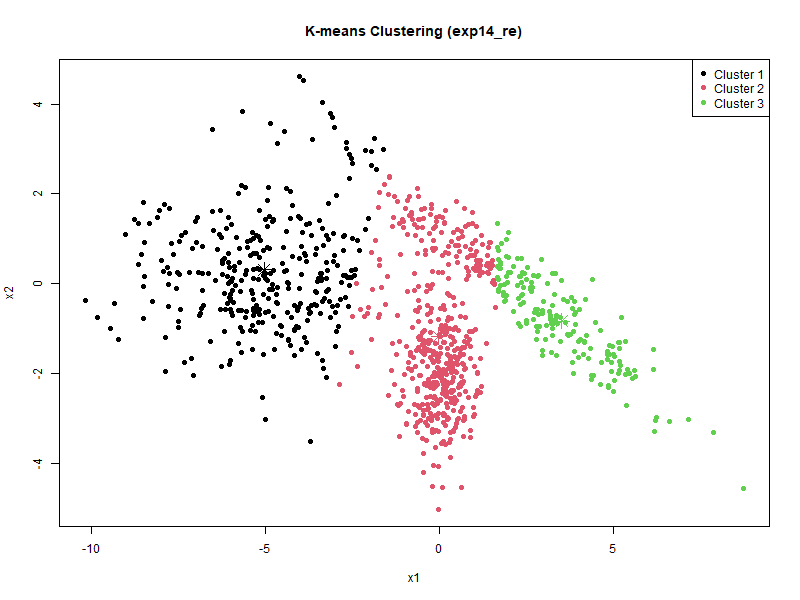 K-means Clustering (exp14_re)
Cluster 1
Cluster 2
Cluster 3
4
2
0
-2
-4
x2
-10 -5 0 5
x1